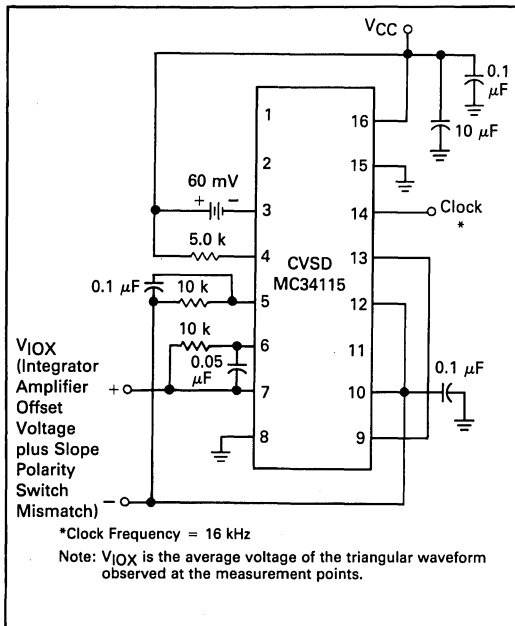 VCC
0.1
μF
10 μF
1
16
2
15
60 mV
+ −
3
14
Clock
*
5.0 k
4
13
CVSD
MC34115
0.1 μF
10 k
5
12
10 k
6
11
0.05
μF
7
10
0.1 μF
8
9
VIOX
(Integrator
Amplifier
Offset
Voltage
plus Slope
Polarity
Switch
Mismatch)
+
−
*Clock Frequency = 16 kHz
Note: VIOX is the average voltage of the triangular waveform
observed at the measurement points.